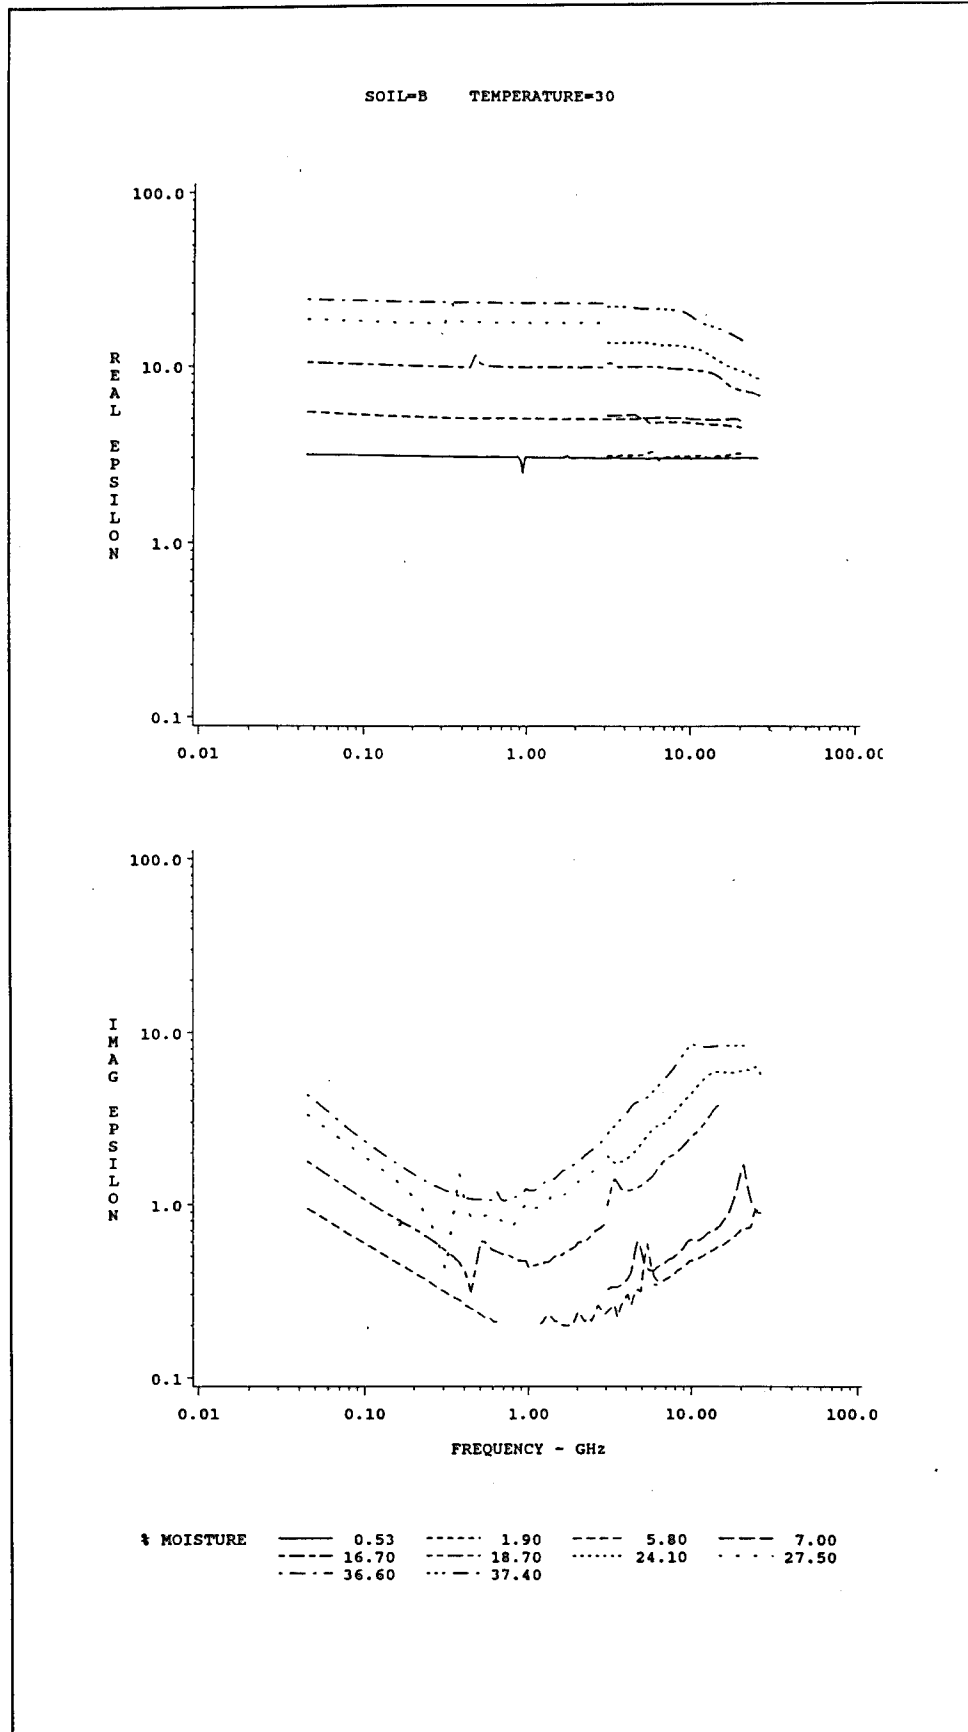 SOIL=B TEMPERATURE=30
100.0
10.0
1.0
0.1
REAL EPSILON
0.01 0.10 1.00 10.00 100.00
100.0
10.0
1.0
0.1
IMAG EPSILON
0.01 0.10 1.00 10.00 100.0
FREQUENCY - GHz
% MOISTURE 0.53 1.90 5.80 7.00
16.70 18.70 24.10 27.50
36.60 37.40